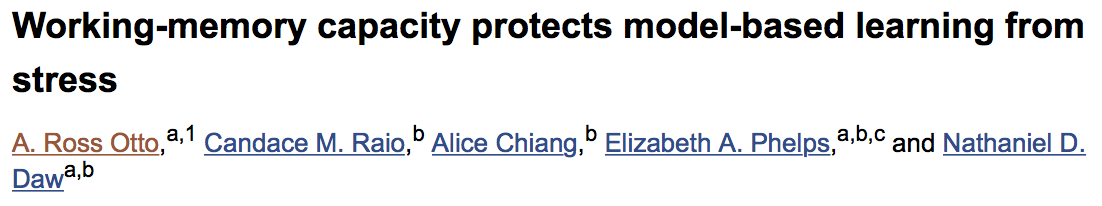 Working-memory capacity protects model-based learning from
stress
A. Ross Otto,a,1 Candace M. Raio,b Alice Chiang,b Elizabeth A. Phelps,a,b,c and Nathaniel D.
Dawa,b